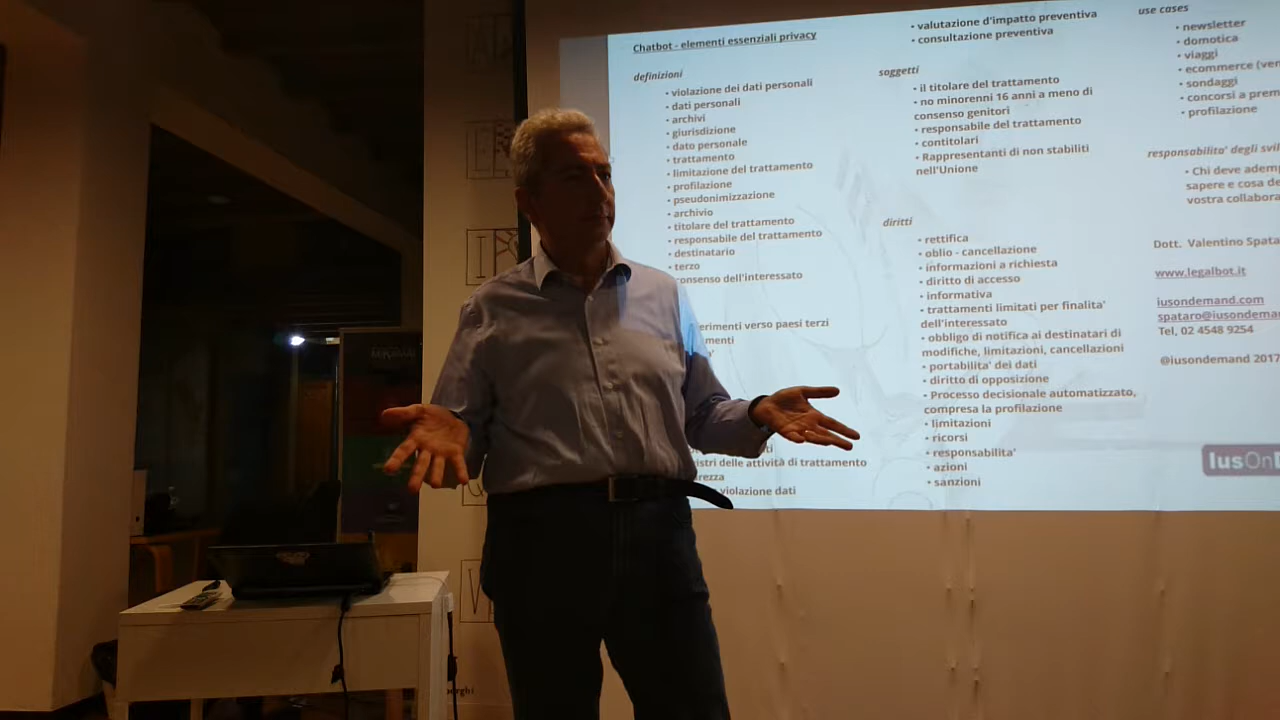 Chatbot - elementi essenziali privacy
definizioni
• violazione dei dati personali
• dati personali
• archivi
• giurisdizione
• dato personale
• trattamento
• limitazione del trattamento
• profilazione
• pseudonimizzazione
• archivio
• titolare del trattamento
• responsabile del trattamento
• destinatario
• terzo
consenso dell'interessato
erimenti verso paesi terzi
menti
istri delle attività di trattamento
rezza
violazione dati
• valutazione d'impatto preventiva
• consultazione preventiva
soggetti
• il titolare del trattamento
• no minorenni 16 anni a meno di
consenso genitori
• responsabile del trattamento
• contitolari
• Rappresentanti di non stabiliti
nell'Unione
diritti
• rettifica
• oblio - cancellazione
• informazioni a richiesta
• diritto di accesso
• informativa
• trattamenti limitati per finalita'
dell'interessato
• obbligo di notifica ai destinatari di
modifiche, limitazioni, cancellazioni
• portabilita' dei dati
• diritto di opposizione
• Processo decisionale automatizzato,
compresa la profilazione
• limitazioni
• ricorsi
• responsabilita'
• azioni
• sanzioni
use cases
• newsletter
• domotica
• viaggi
• ecommerce (ven
• sondaggi
• concorsi a prem
• profilazione
responsabilita' degli svil
• Chi deve ademp
sapere e cosa de
vostra collabora
Dott. Valentino Spata
www.legalbot.it
iusondemand.com
spataro@iusondeman
Tel, 02 4548 9254
@iusondemand 2017
IusOn